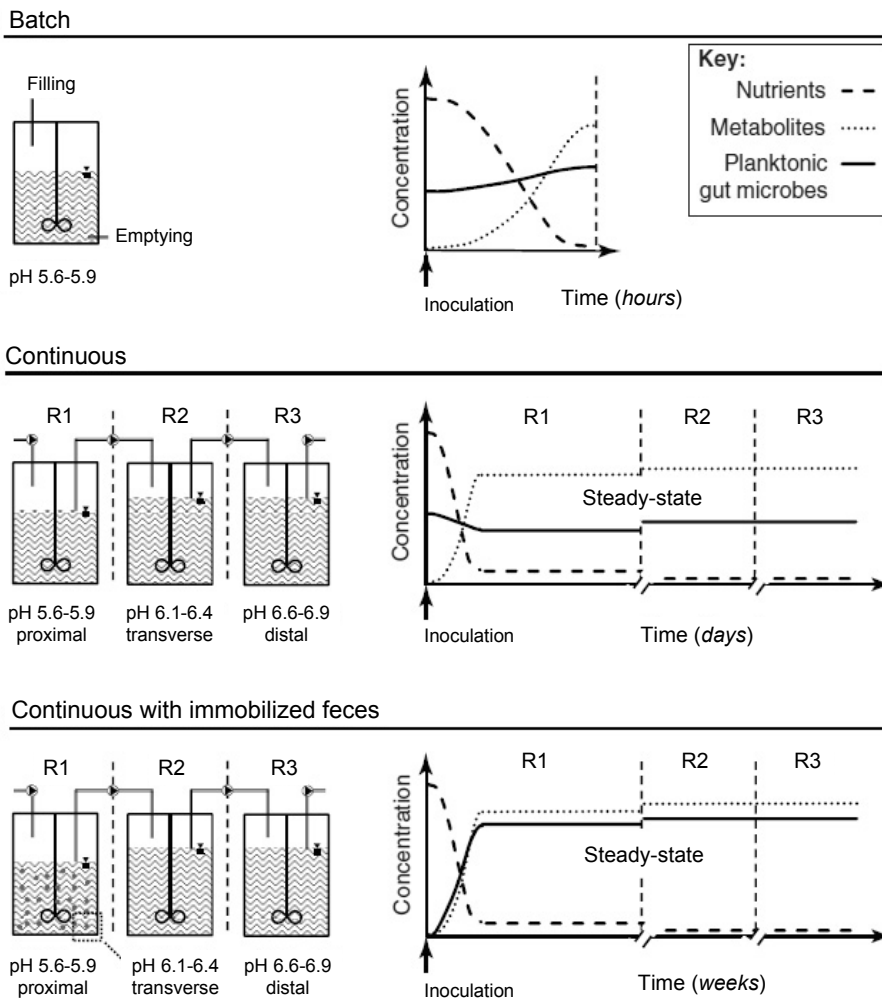 Batch
Filling
Emptying
pH 5.6-5.9
Concentration
Inoculation
Time (hours)
Key:
Nutrients
Metabolites
Planktonic
gut microbes
Continuous
R1 R2 R3
pH 5.6-5.9 pH 6.1-6.4 pH 6.6-6.9
proximal transverse distal
Concentration
R1 R2 R3
Steady-state
Inoculation
Time (days)
Continuous with immobilized feces
R1 R2 R3
pH 5.6-5.9 pH 6.1-6.4 pH 6.6-6.9
proximal transverse distal
Concentration
R1 R2 R3
Steady-state
Inoculation
Time (weeks)